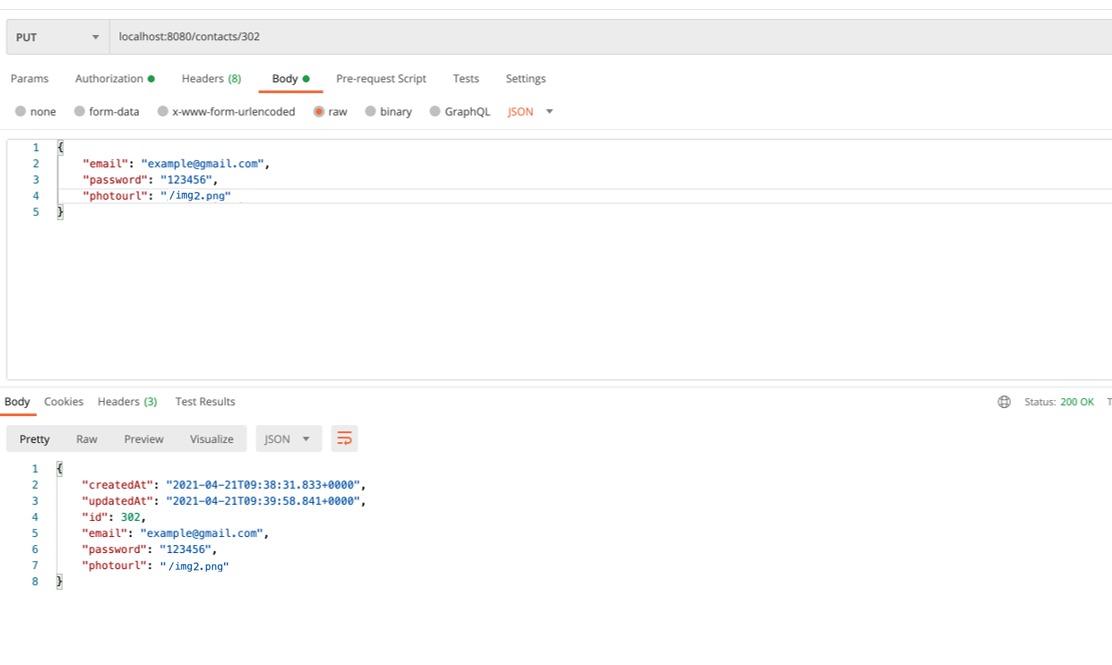 PUT localhost:8080/contacts/302
Params Authorization Headers (8) Body Pre-request Script Tests Settings
none form-data x-www-form-urlencoded raw binary GraphQL JSON
1 {
2 "email": "example@gmail.com",
3 "password": "123456",
4 "photourl": "/img2.png"
5 }
Body Cookies Headers (3) Test Results Status: 200 OK T
Pretty Raw Preview Visualize JSON
1 {
2 "createdAt": "2021-04-21T09:38:31.833+0000",
3 "updatedAt": "2021-04-21T09:39:58.841+0000",
4 "id": 302,
5 "email": "example@gmail.com",
6 "password": "123456",
7 "photourl": "/img2.png"
8 }